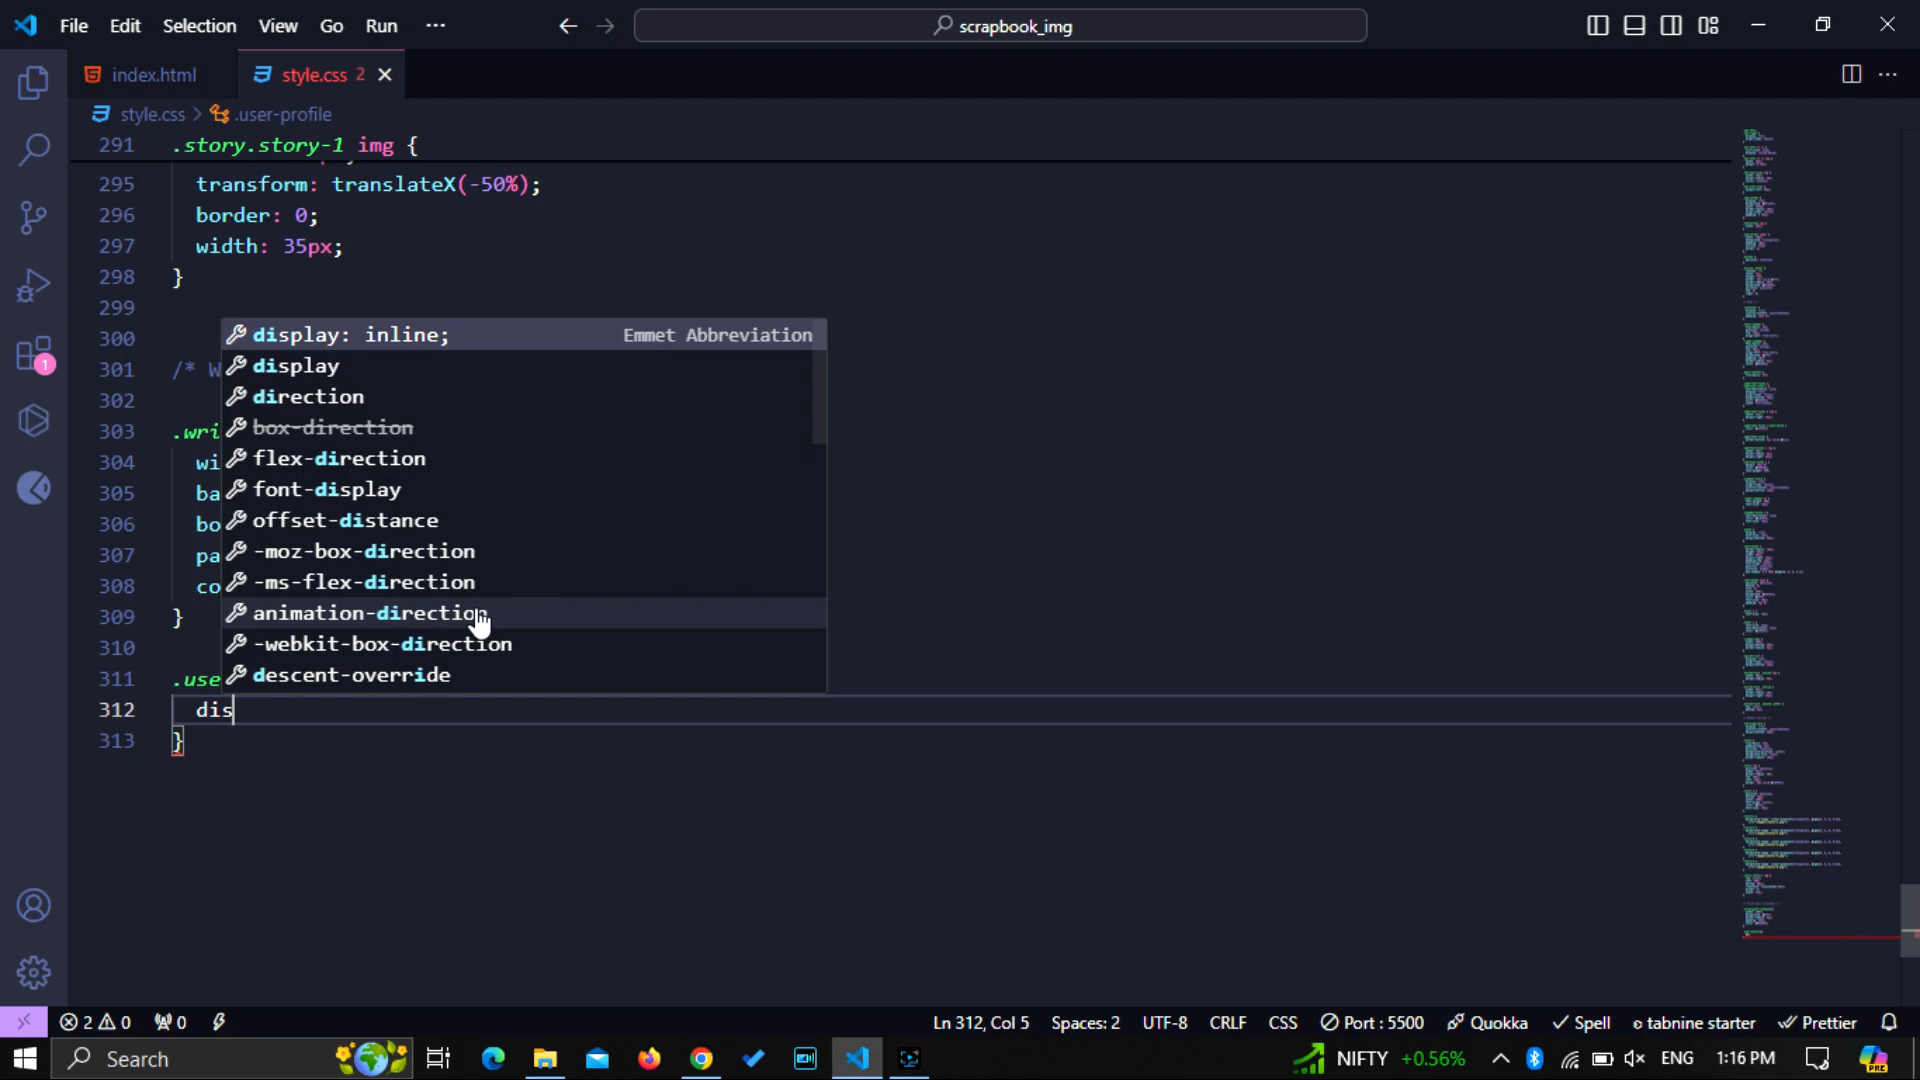 File Edit Selection View Go Run ···
scrapbook_img
index.html
style.css 2
style.css > .user-profile
291 .story.story-1 img {
295 transform: translateX(-50%);
296 border: 0;
297 width: 35px;
298 }
299
300
301 /* W
302
303 .wri
304 wi
305 ba
306 bo
307 pa
308 co
309 }
310
311 .use
312 dis
313 }
display: inline; Emmet Abbreviation
display
direction
box-direction
flex-direction
font-display
offset-distance
-moz-box-direction
-ms-flex-direction
animation-direction
-webkit-box-direction
descent-override
1
2 0 0
Ln 312, Col 5 Spaces: 2 UTF-8 CRLF CSS Port : 5500 Quokka Spell tabnine starter Prettier
Search
NIFTY +0.56% ENG 1:16 PM
PRE